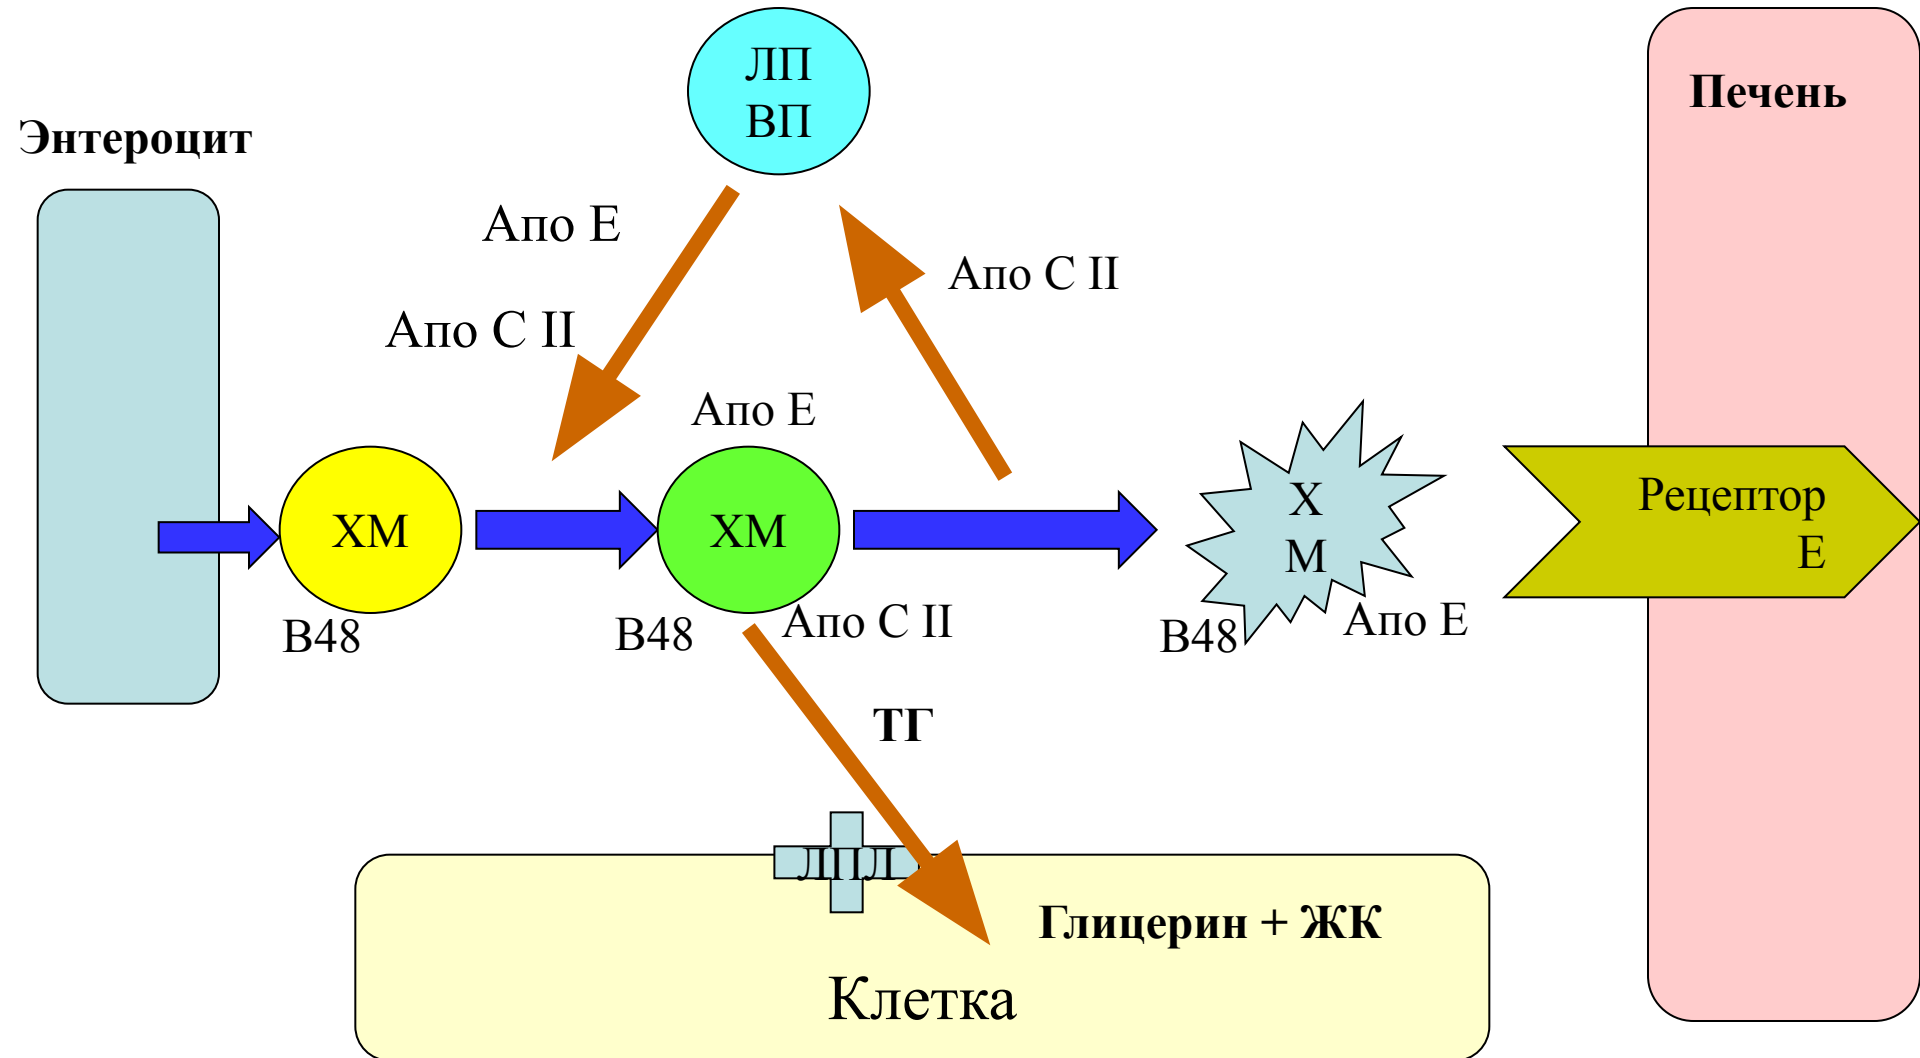 ЛП
ВП
Печень
Энтероцит
Апо Е
Апо С II
Апо С II
Апо Е
ХМ
ХМ
Х
М
Рецептор
Е
В48
В48
Апо С II
В48
Апо Е
ТГ
ЛПЛ
Глицерин + ЖК
Клетка